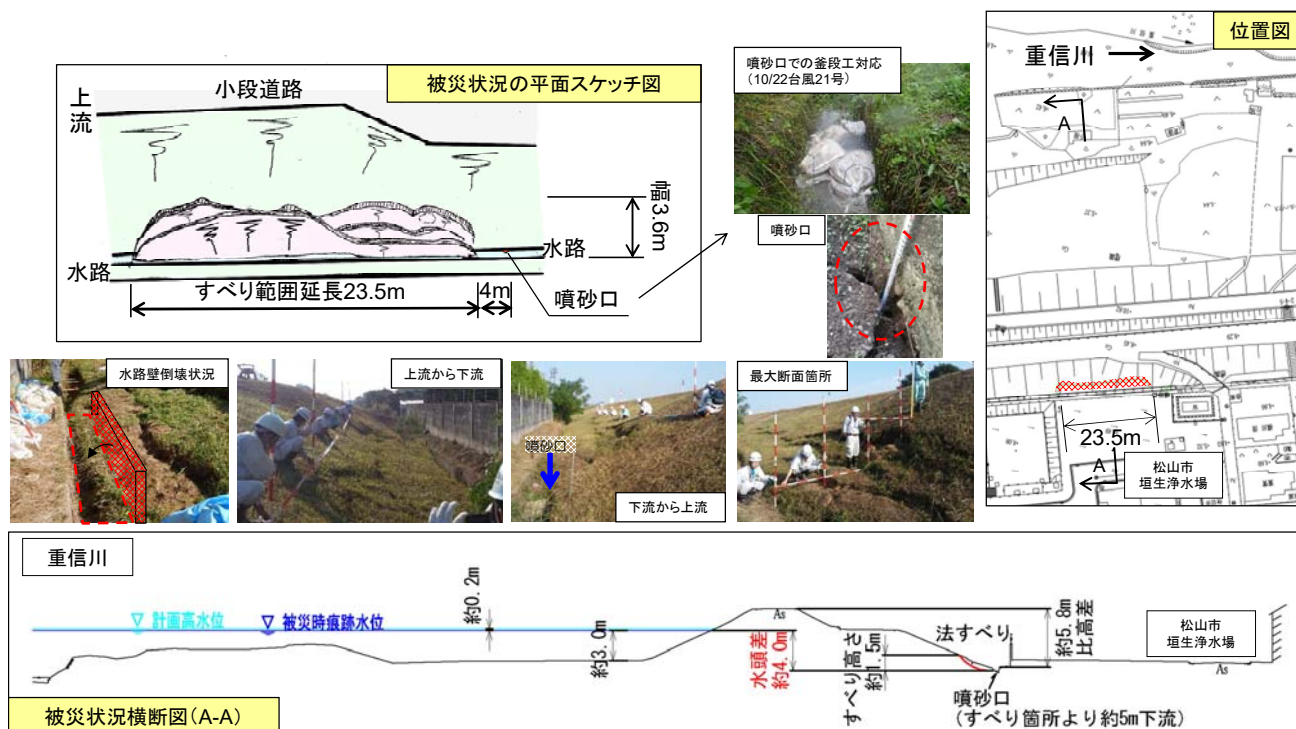 被災状況の平面スケッチ図
小段道路
上流
幅3.6m
水路
水路
すべり範囲延長23.5m
4m
噴砂口
噴砂口での釜段工対応
(10/22台風21号)
噴砂口
位置図
重信川
A
23.5m
A
松山市
垣生浄水場
水路壁倒壊状況
上流から下流
噴砂口
下流から上流
最大断面箇所
重信川
▽ 計画高水位
▽ 被災時痕跡水位
約0.2m
約3.0m
As
水頭差
約4.0m
すべり高さ
約1.5m
法すべり
約5.8m
比高差
松山市
垣生浄水場
As
噴砂口
(すべり箇所より約5m下流)
被災状況横断図(A-A)